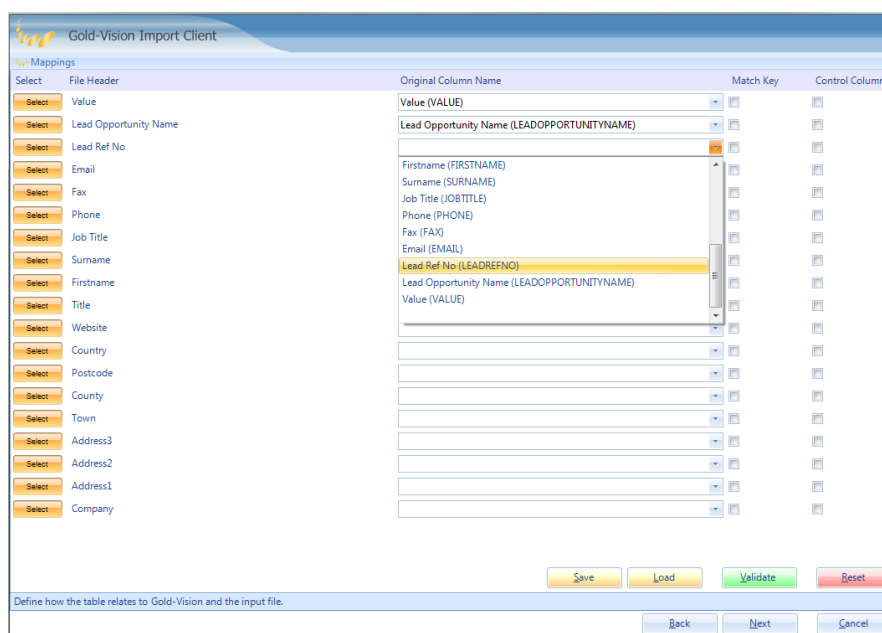 Gold-Vision Import Client
Mappings
Select File Header Original Column Name Match Key Control Column
Select Value Value (VALUE)
Select Lead Opportunity Name Lead Opportunity Name (LEADOPPORTUNITYNAME)
Select Lead Ref No
Select Email Firstname (FIRSTNAME)
Surname (SURNAME)
Select Fax Job Title (JOBTITLE)
Select Phone Phone (PHONE)
Fax (FAX)
Select Job Title Email (EMAIL)
Select Surname Lead Ref No (LEADREFNO)
Select Firstname Lead Opportunity Name (LEADOPPORTUNITYNAME)
Select Title Value (VALUE)
Select Website
Select Country
Select Postcode
Select County
Select Town
Select Address3
Select Address2
Select Address1
Select Company
Save Load Validate Reset
Define how the table relates to Gold-Vision and the input file.
Back Next Cancel